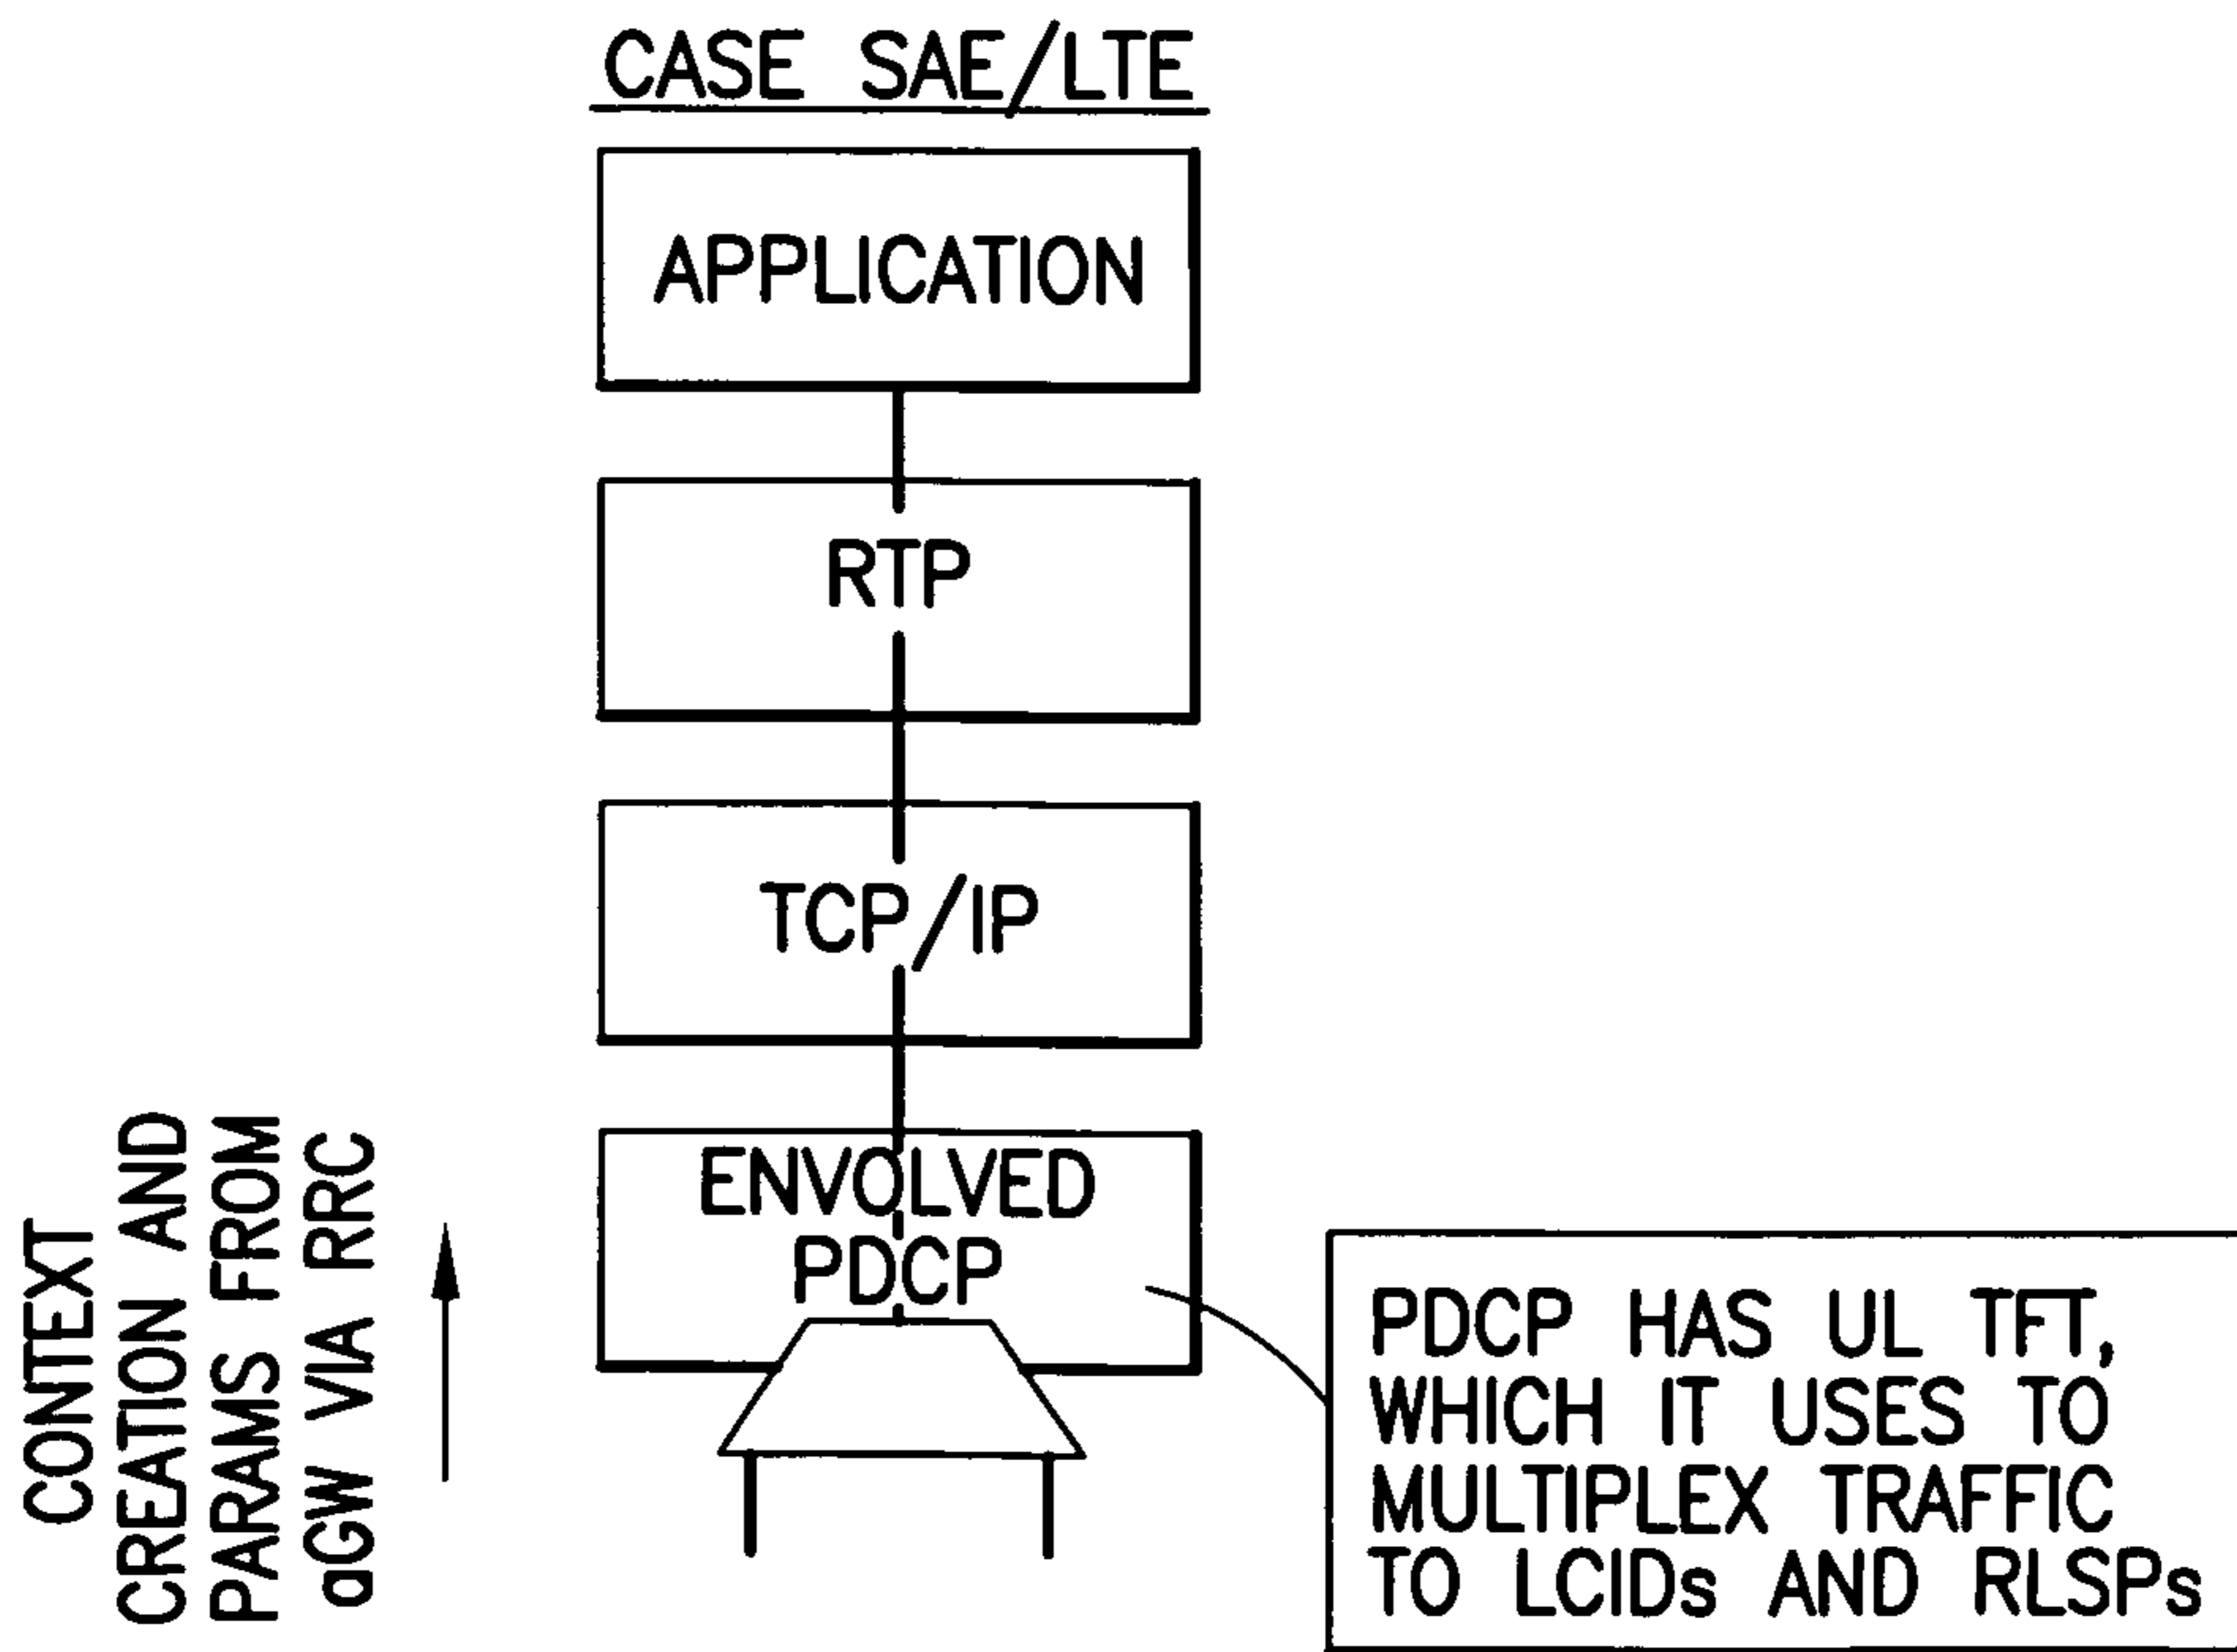 CASE SAE/LTE
APPLICATION
RTP
TCP/IP
ENVOLVED
PDCP
CONTEXT
CREATION AND
PARAMS FROM
aGW VIA RRC
PDCP HAS UL TFT,
WHICH IT USES TO
MULTIPLEX TRAFFIC
TO LCIDs AND RLSPs